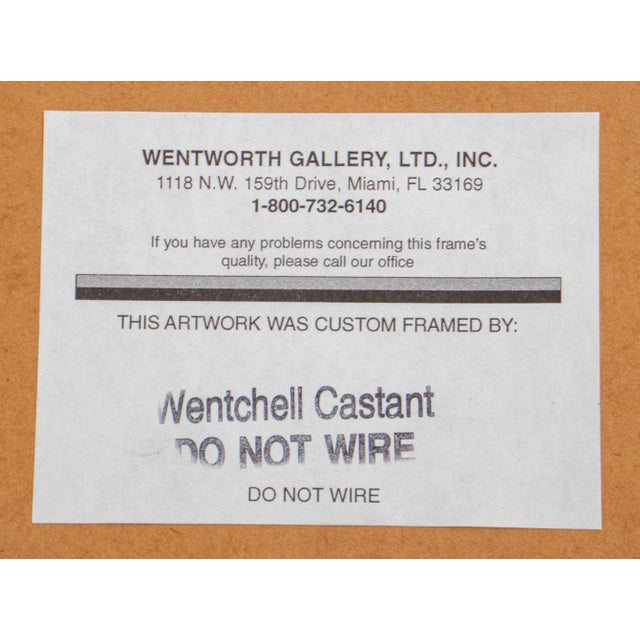 WENTWORTH GALLERY, LTD., INC.
1118 N.W. 159th Drive, Miami, FL 33169
1-800-732-6140
If you have any problems concerning this frame's
quality, please call our office
THIS ARTWORK WAS CUSTOM FRAMED BY:
Wentchell Castant
DO NOT WIRE
DO NOT WIRE